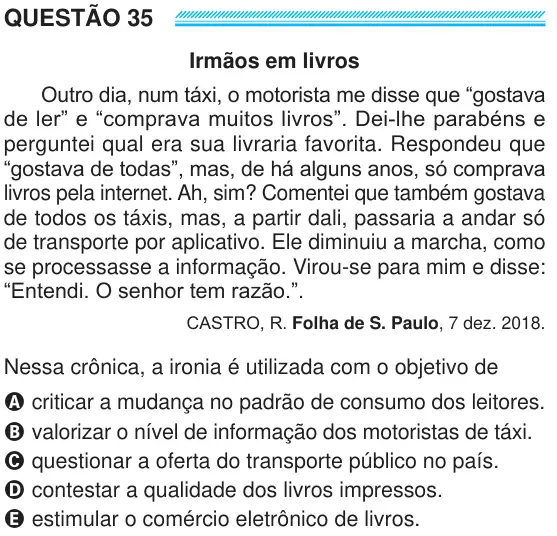 QUESTÃO 35
Irmãos em livros
Outro dia, num táxi, o motorista me disse que “gostava
de ler” e “comprava muitos livros”. Dei-lhe parabéns e
perguntei qual era sua livraria favorita. Respondeu que
“gostava de todas”, mas, de há alguns anos, só comprava
livros pela internet. Ah, sim? Comentei que também gostava
de todos os táxis, mas, a partir dali, passaria a andar só
de transporte por aplicativo. Ele diminuiu a marcha, como
se processasse a informação. Virou-se para mim e disse:
“Entendi. O senhor tem razão.”.
CASTRO, R. Folha de S. Paulo, 7 dez. 2018.
Nessa crônica, a ironia é utilizada com o objetivo de
A criticar a mudança no padrão de consumo dos leitores.
B valorizar o nível de informação dos motoristas de táxi.
C questionar a oferta do transporte público no país.
D contestar a qualidade dos livros impressos.
E estimular o comércio eletrônico de livros.